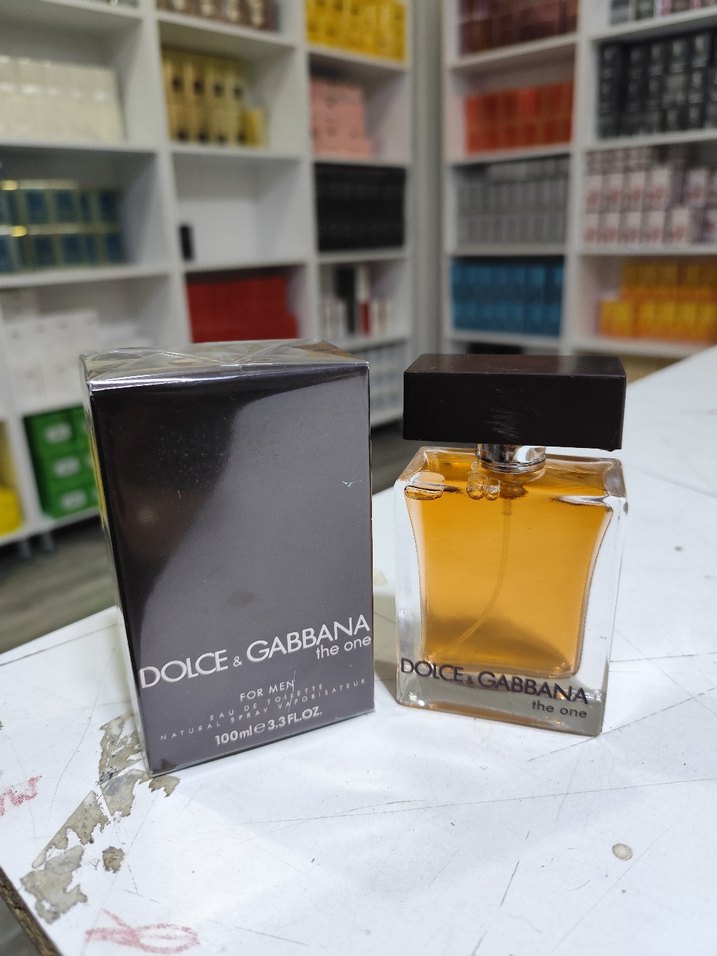 DOLCE & GABBANA
the one
FOR MEN
EAU DE TOILETTE
NATURAL SPRAY VAPORISATEUR
100ml e 3.3 FL.OZ.
DOLCE & GABBANA
the one